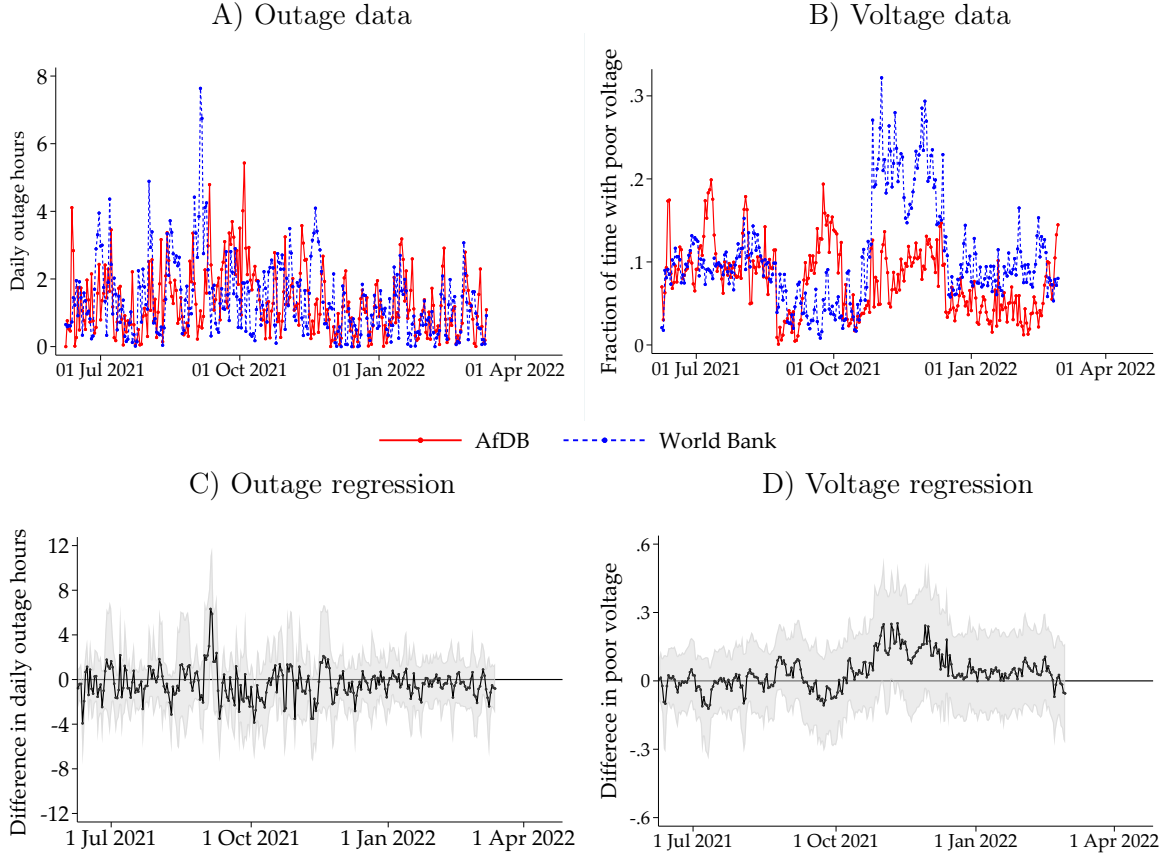 A) Outage data
B) Voltage data
Daily outage hours
8
6
4
2
0
01 Jul 2021
01 Oct 2021
01 Jan 2022
01 Apr 2022
Fraction of time with poor voltage
.3
.2
.1
0
01 Jul 2021
01 Oct 2021
01 Jan 2022
01 Apr 2022
AfDB
World Bank
C) Outage regression
D) Voltage regression
Difference in daily outage hours
12
8
4
0
-4
-8
-12
1 Jul 2021
1 Oct 2021
1 Jan 2022
1 Apr 2022
Differece in poor voltage
.6
.3
0
-.3
-.6
1 Jul 2021
1 Oct 2021
1 Jan 2022
1 Apr 2022